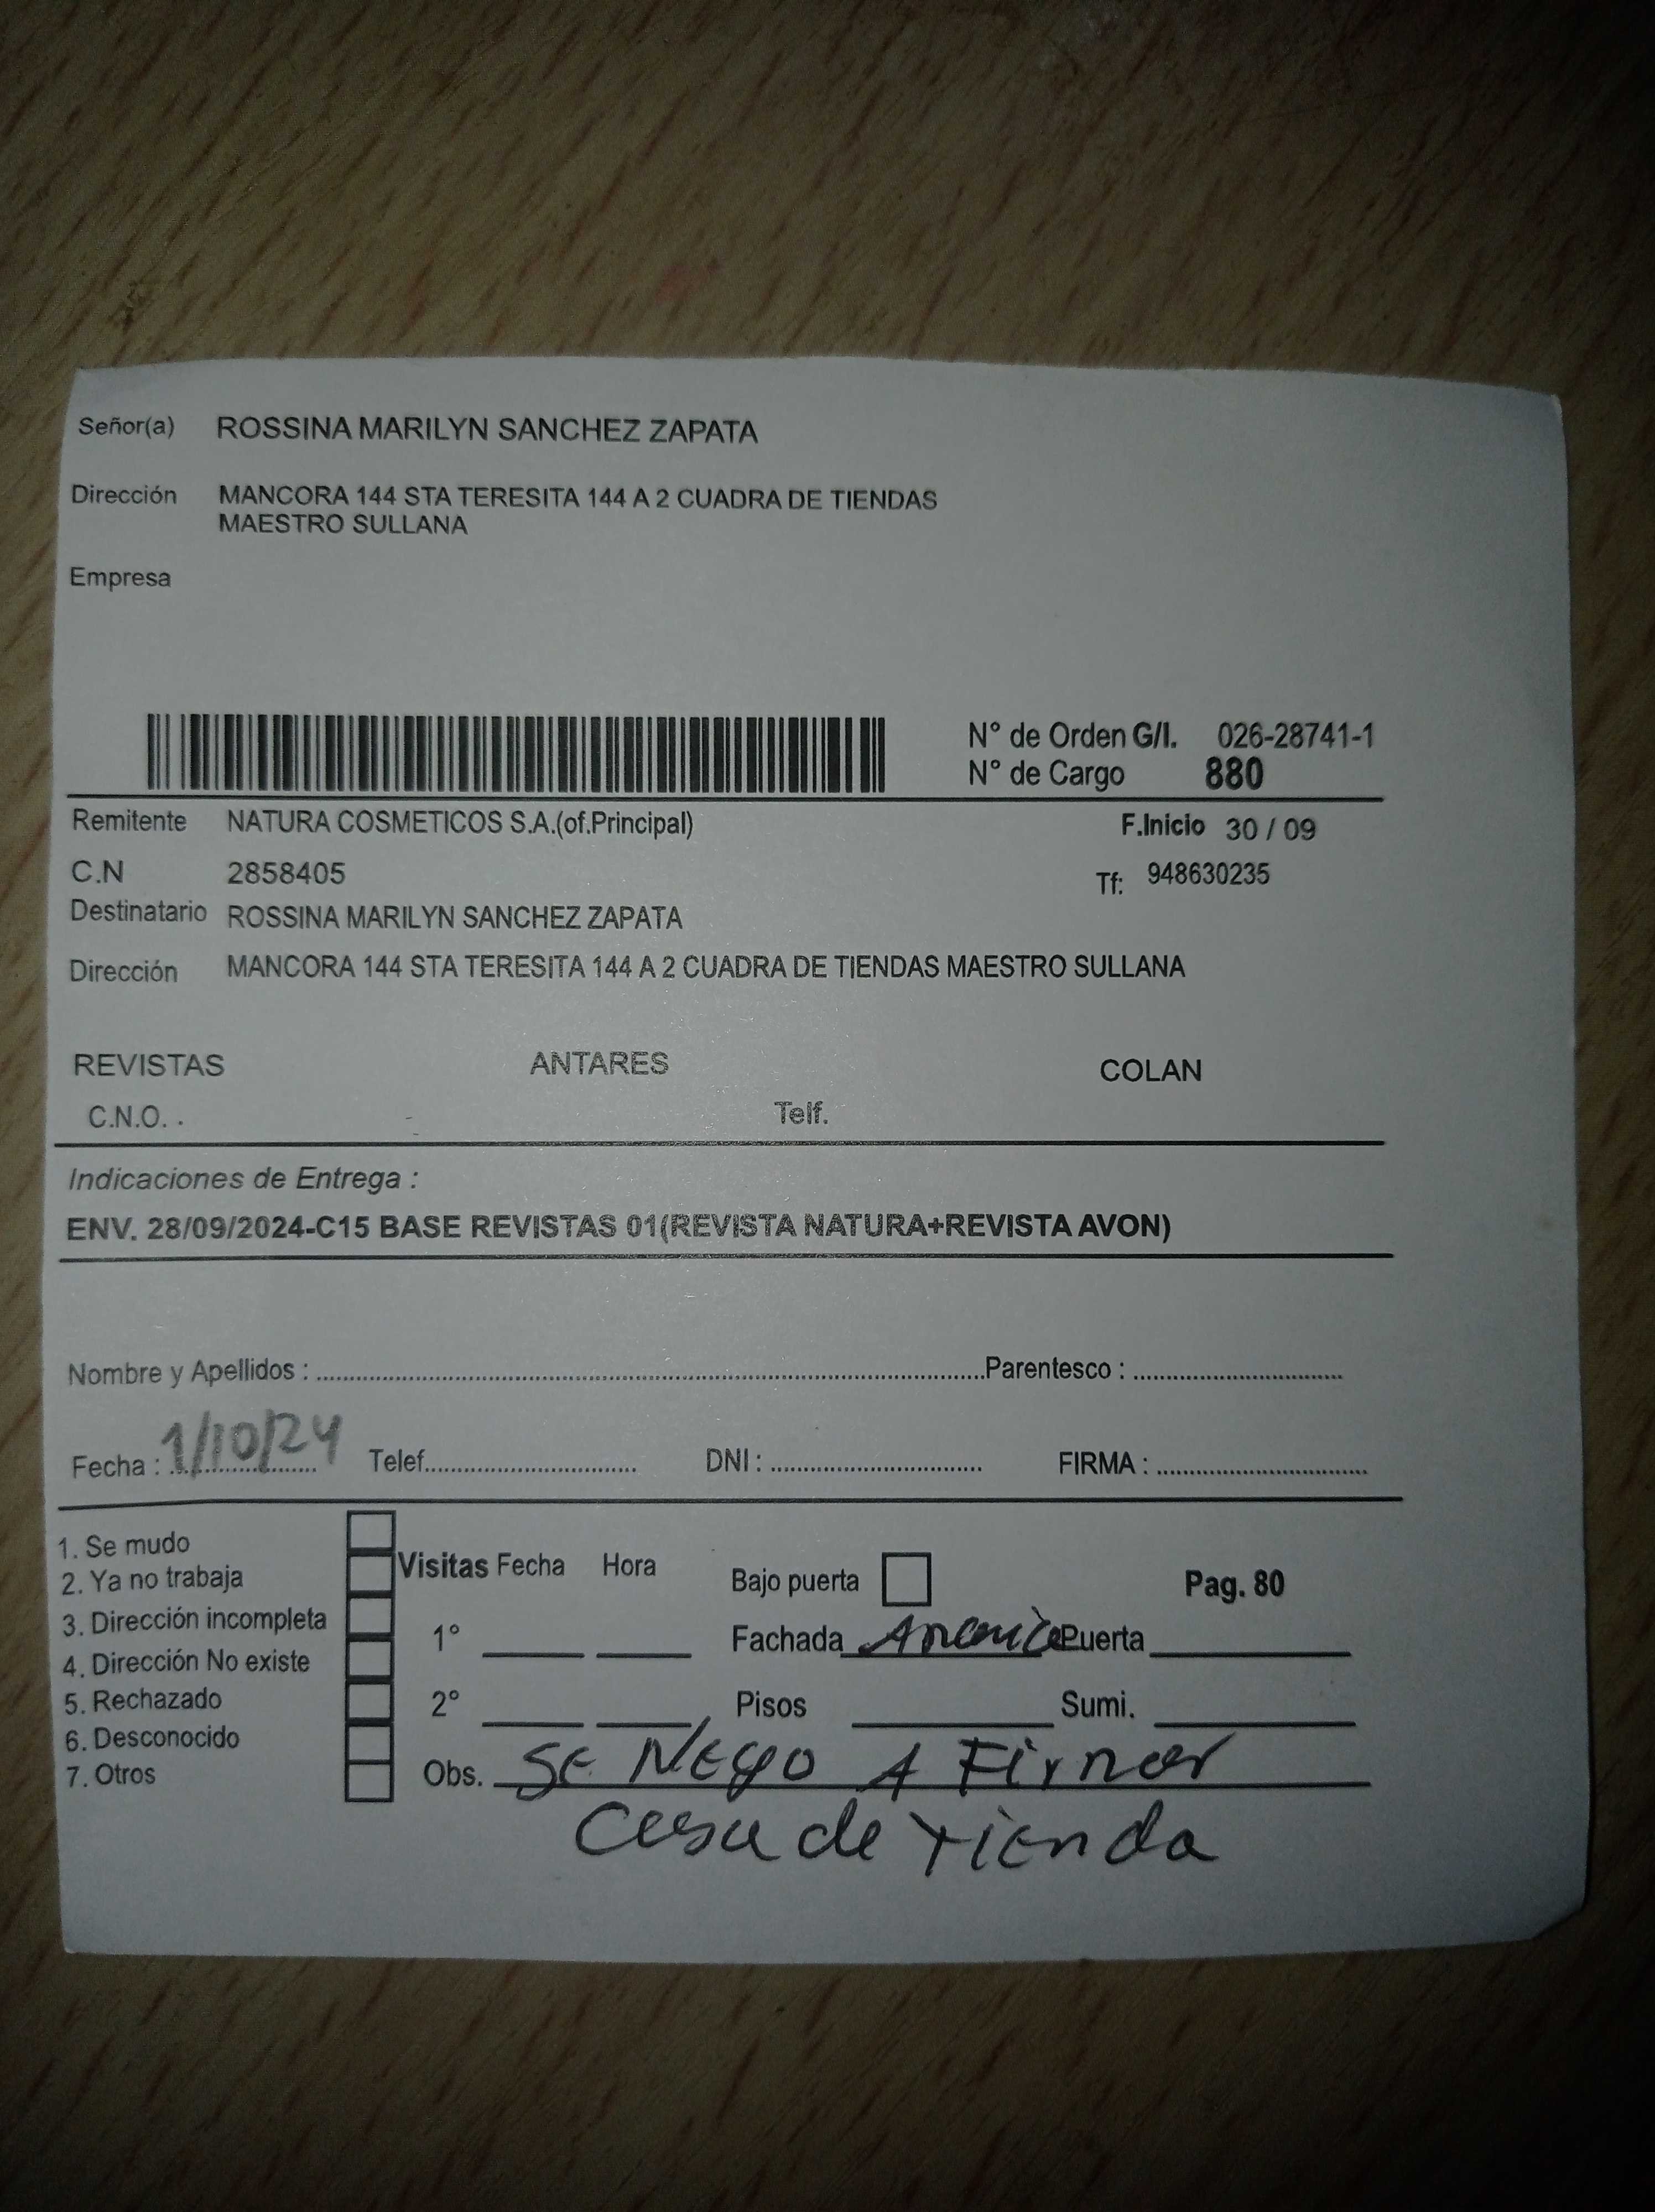 Señor(a) ROSSINA MARILYN SANCHEZ ZAPATA
Dirección MANCORA 144 STA TERESITA 144 A 2 CUADRA DE TIENDAS
MAESTRO SULLANA
Empresa
N° de Orden G/I. 026-28741-1
N° de Cargo 880
Remitente NATURA COSMETICOS S.A.(of.Principal) F.Inicio 30 / 09
C.N 2858405 Tf: 948630235
Destinatario ROSSINA MARILYN SANCHEZ ZAPATA
Dirección MANCORA 144 STA TERESITA 144 A 2 CUADRA DE TIENDAS MAESTRO SULLANA
REVISTAS ANTARES COLAN
C.N.O. . - Telf.
Indicaciones de Entrega :
ENV. 28/09/2024-C15 BASE REVISTAS 01(REVISTA NATURA+REVISTA AVON)
Nombre y Apellidos : Parentesco :
Fecha : 1/10/24 Telef. DNI : FIRMA :
1. Se mudo
2. Ya no trabaja
3. Dirección incompleta
4. Dirección No existe
5. Rechazado
6. Desconocido
7. Otros
Visitas Fecha Hora Bajo puerta Pag. 80
1° Fachada Puerta
2° Pisos Sumi.
Obs. SE NEGO A Firmar
Casa de Tienda